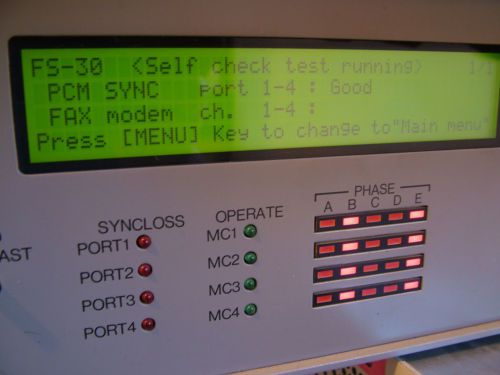 FS-30 <Self check test running> 1/1
PCM SYNC port 1-4 : Good
FAX modem ch. 1-4 :
Press [MENU] Key to change to "Main menu"
PHASE
A B C D E
SYNCLOSS OPERATE
PORT1 MC1
AST
PORT2 MC2
PORT3 MC3
PORT4 MC4